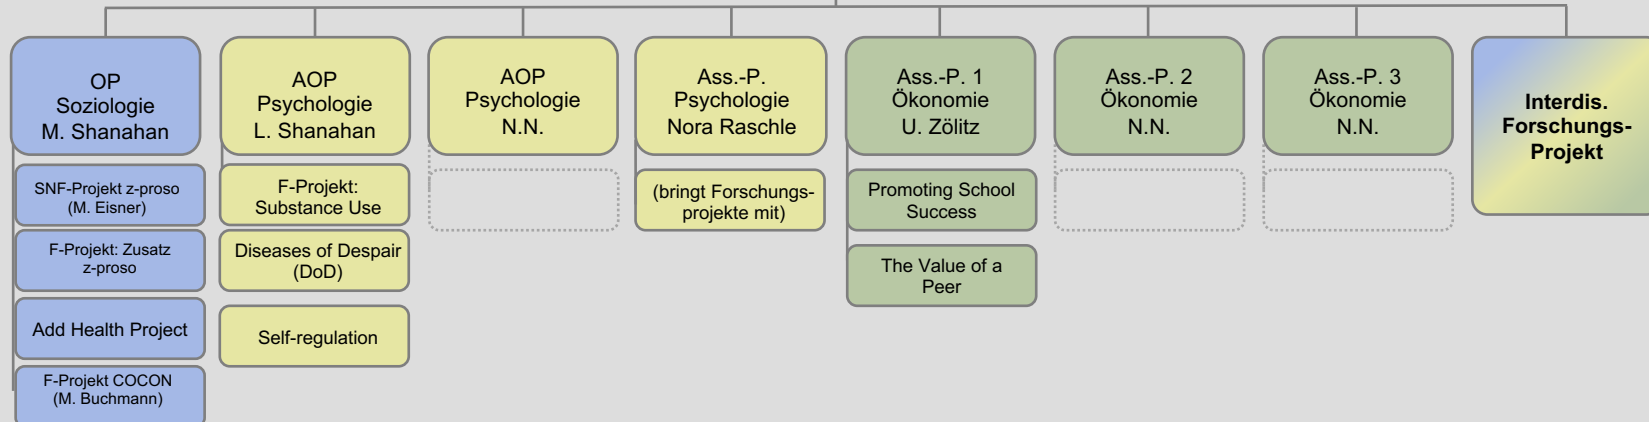 OP
Soziologie
M. Shanahan
AOP
Psychologie
L. Shanahan
AOP
Psychologie
N.N.
Ass.-P.
Psychologie
Nora Raschle
Ass.-P. 1
Ökonomie
U. Zölitz
Ass.-P. 2
Ökonomie
N.N.
Ass.-P. 3
Ökonomie
N.N.
Interdis.
Forschungs-
Projekt
SNF-Projekt z-proso
(M. Eisner)
F-Projekt: Zusatz
z-proso
Add Health Project
F-Projekt COCON
(M. Buchmann)
F-Projekt:
Substance Use
Diseases of Despair
(DoD)
Self-regulation
(bringt Forschungs-
projekte mit)
Promoting School
Success
The Value of a
Peer